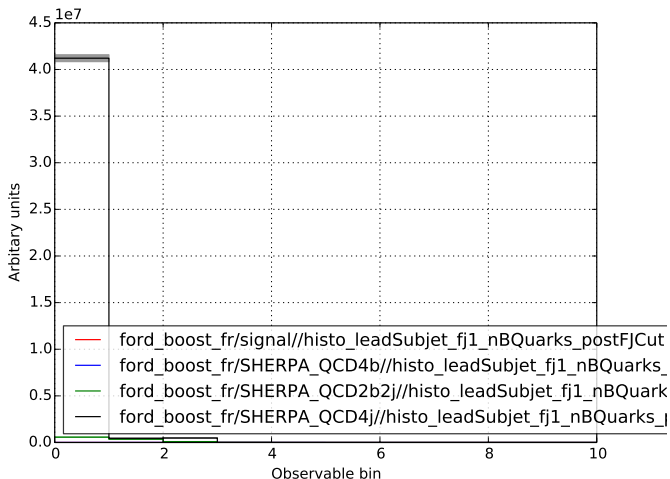 1e7
4.5
4.0
3.5
3.0
2.5
2.0
1.5
1.0
0.5
0.0
Arbitary units
ford_boost_fr/signal//histo_leadSubjet_fj1_nBQuarks_postFJCut
ford_boost_fr/SHERPA_QCD4b//histo_leadSubjet_fj1_nBQuarks_
ford_boost_fr/SHERPA_QCD2b2j//histo_leadSubjet_fj1_nBQuark
ford_boost_fr/SHERPA_QCD4j//histo_leadSubjet_fj1_nBQuarks_p
0 2 4 6 8 10
Observable bin